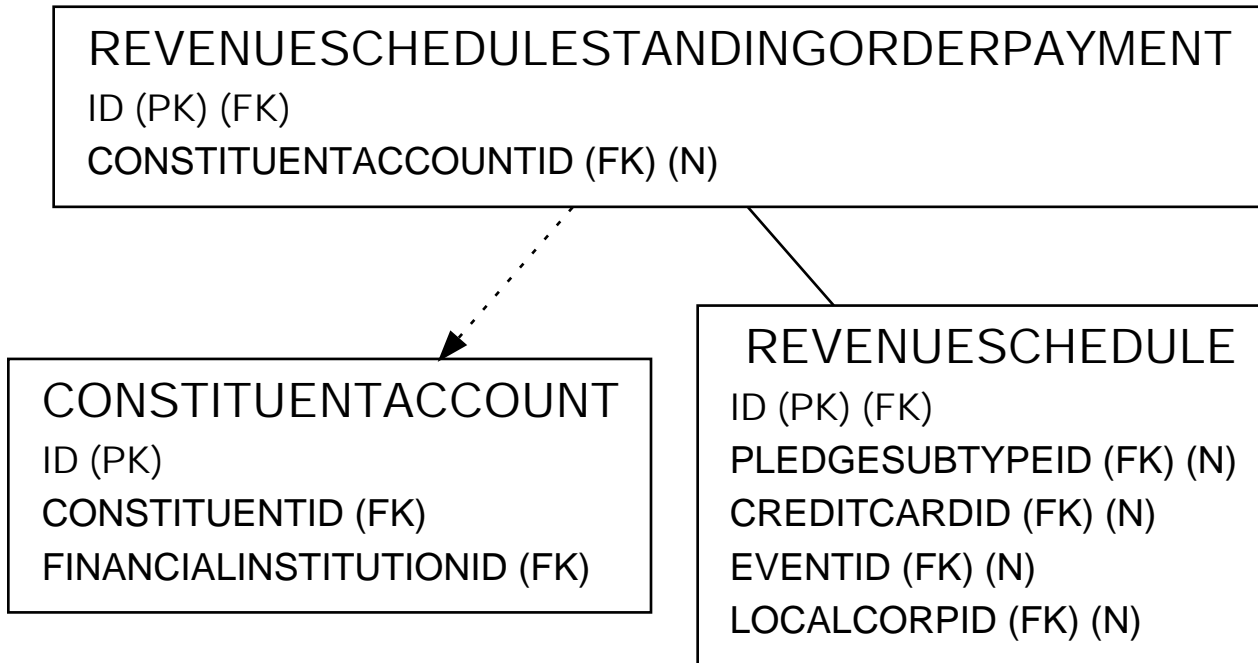 REVENUESCHEDULESTANDINGORDERPAYMENT
ID (PK) (FK)
CONSTITUENTACCOUNTID (FK) (N)
CONSTITUENTACCOUNT
ID (PK)
CONSTITUENTID (FK)
FINANCIALINSTITUTIONID (FK)
REVENUESCHEDULE
ID (PK) (FK)
PLEDGESUBTYPEID (FK) (N)
CREDITCARDID (FK) (N)
EVENTID (FK) (N)
LOCALCORPID (FK) (N)